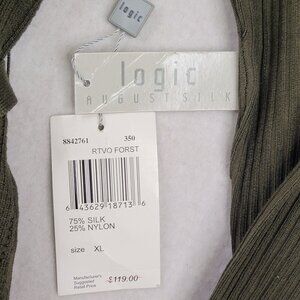 logic
logic
AUGUST SILK
8842761 350
RTVO FORST
6 43629 18713 6
75% SILK
25% NYLON
size XL
Manufacturer's
Suggested
Retail Price
$119.00